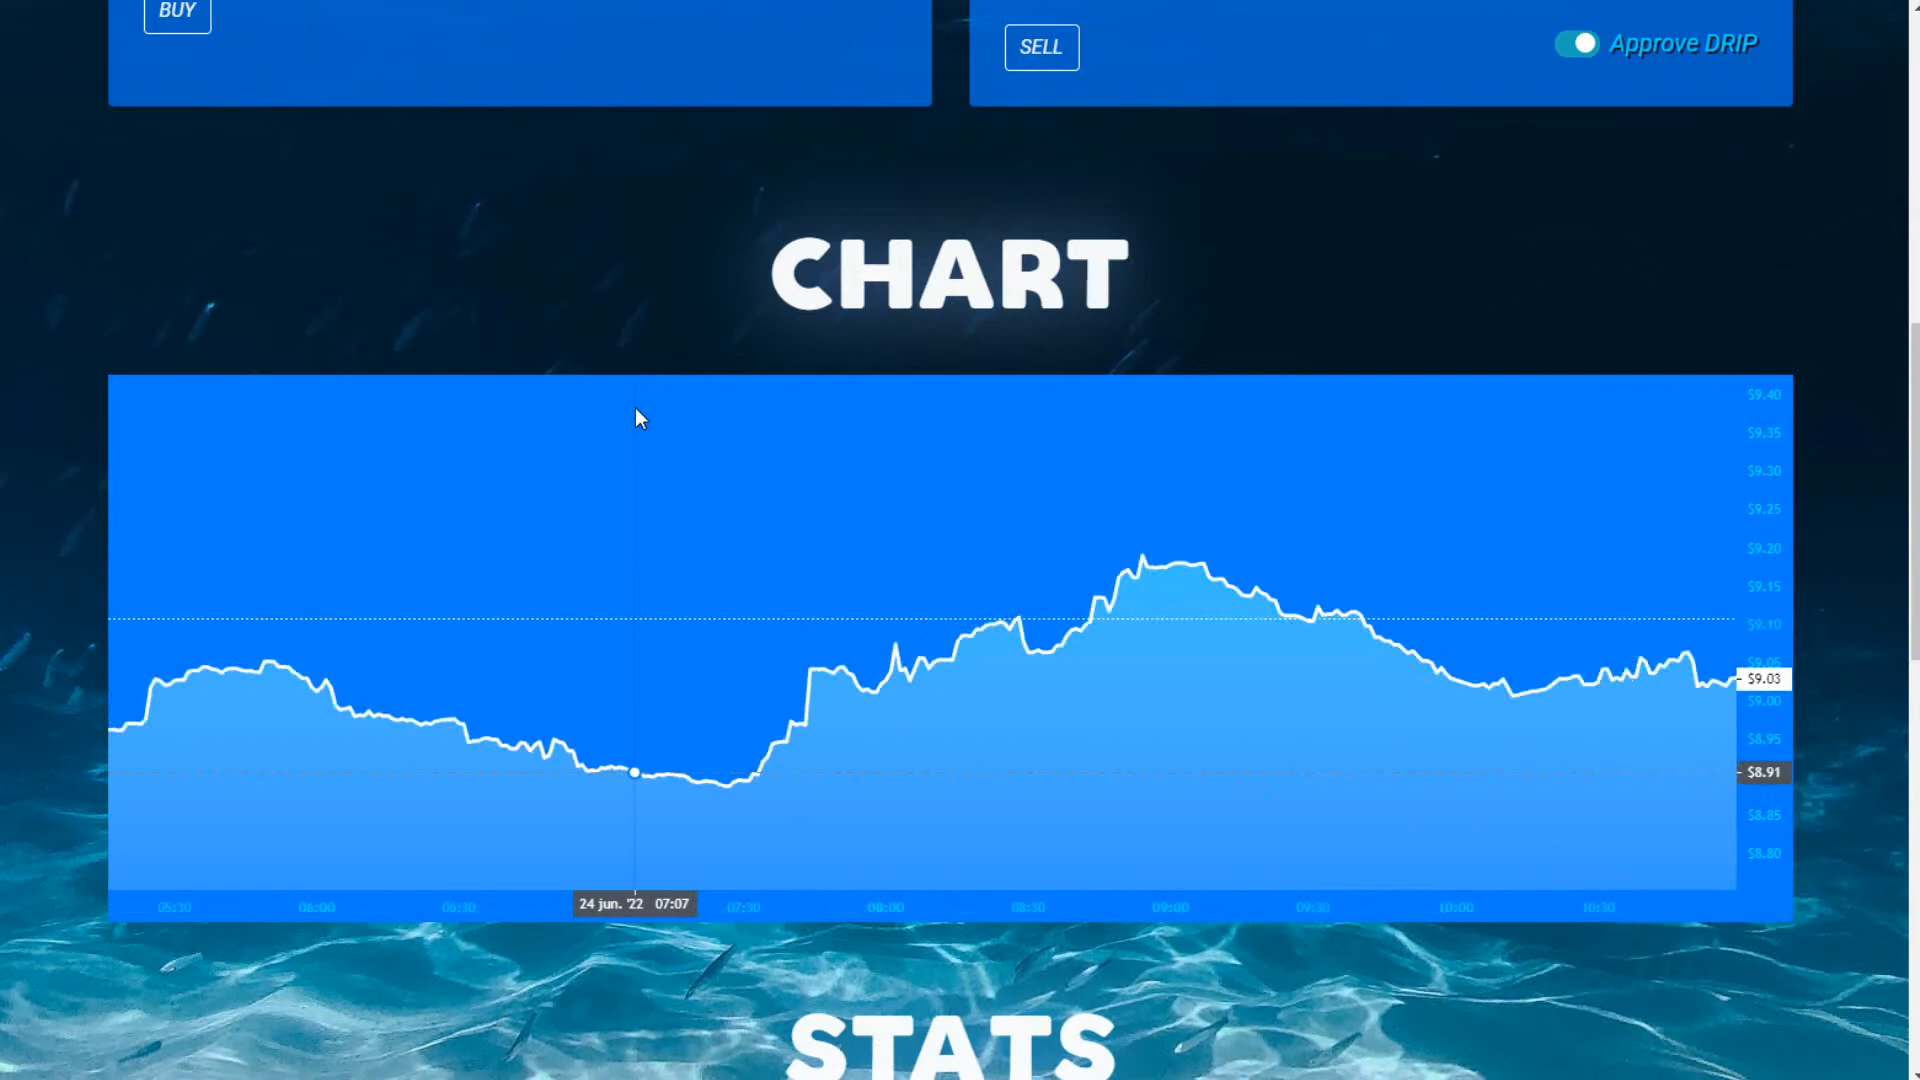 BUY
SELL
Approve DRIP
CHART
$9.40
$9.35
$9.30
$9.25
$9.20
$9.15
$9.10
$9.05
$9.03
$9.00
$8.95
$8.91
$8.85
$8.80
05:30 06:00 06:30 24 jun. '22 07:07 07:30 08:00 08:30 09:00 09:30 10:00 10:30
STATS